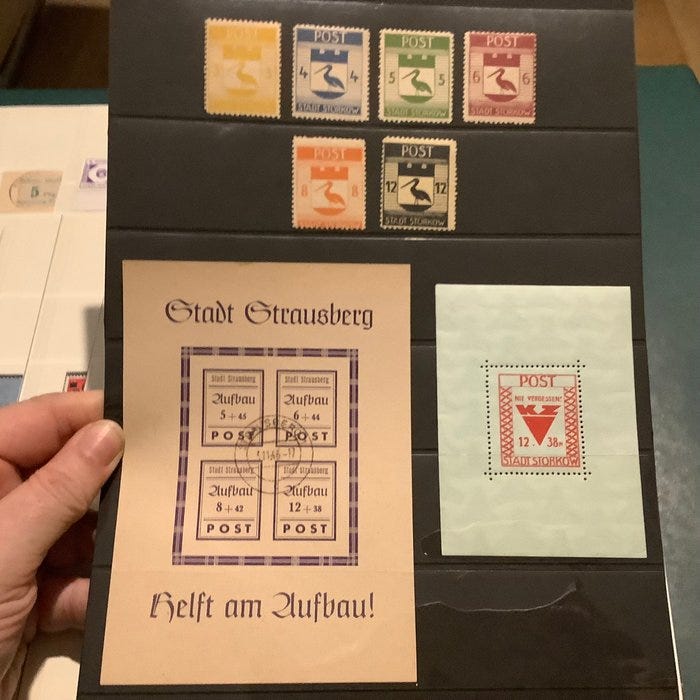 POST
3 3
POST
4 4
STADT STORKOW
POST
5 5
STADT STORKOW
POST
6 6
STADT STORKOW
POST
8 8
POST
12 12
STADT STORKOW
Stadt Strausberg
Stadt Strausberg
Aufbau
5 + 45
POST
Stadt Strausberg
Aufbau
6 + 44
POST
Stadt Strausberg
Aufbau
8 + 42
POST
Stadt Strausberg
Aufbau
12 + 38
POST
Helft am Aufbau!
POST
NIE VERGESSEN!
KZ
12 . 38
STADT STORKOW
5